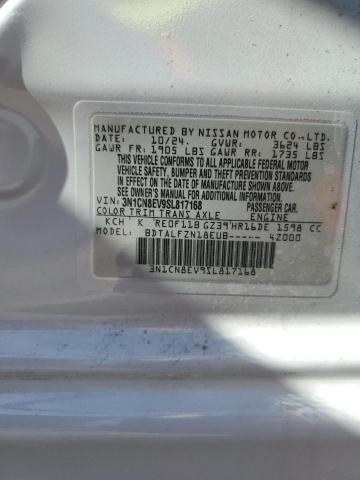 MANUFACTURED BY NISSAN MOTOR CO.,LTD.
DATE: 10/24. GVWR: 3624 LBS
GAWR FR: 1905 LBS GAWR RR: 1735 LBS
THIS VEHICLE CONFORMS TO ALL APPLICABLE FEDERAL MOTOR
VEHICLE SAFETY, BUMPER AND THEFT PREVENTION STANDARDS
IN EFFECT ON THE DATE OF MANUFACTURE SHOWN ABOVE.
SEE OWNER'S MANUAL FOR ADDITIONAL INFORMATION
VIN: 3N1CN8EV9SL817168 PASSENGER CAR
COLOR TRIM TRANS AXLE ENGINE
KCH K RE0F11B GZ39 HR16DE 1598 CC
MODEL: BDTALFZN18EUB----- 42000
3N1CN8EV9SL817168